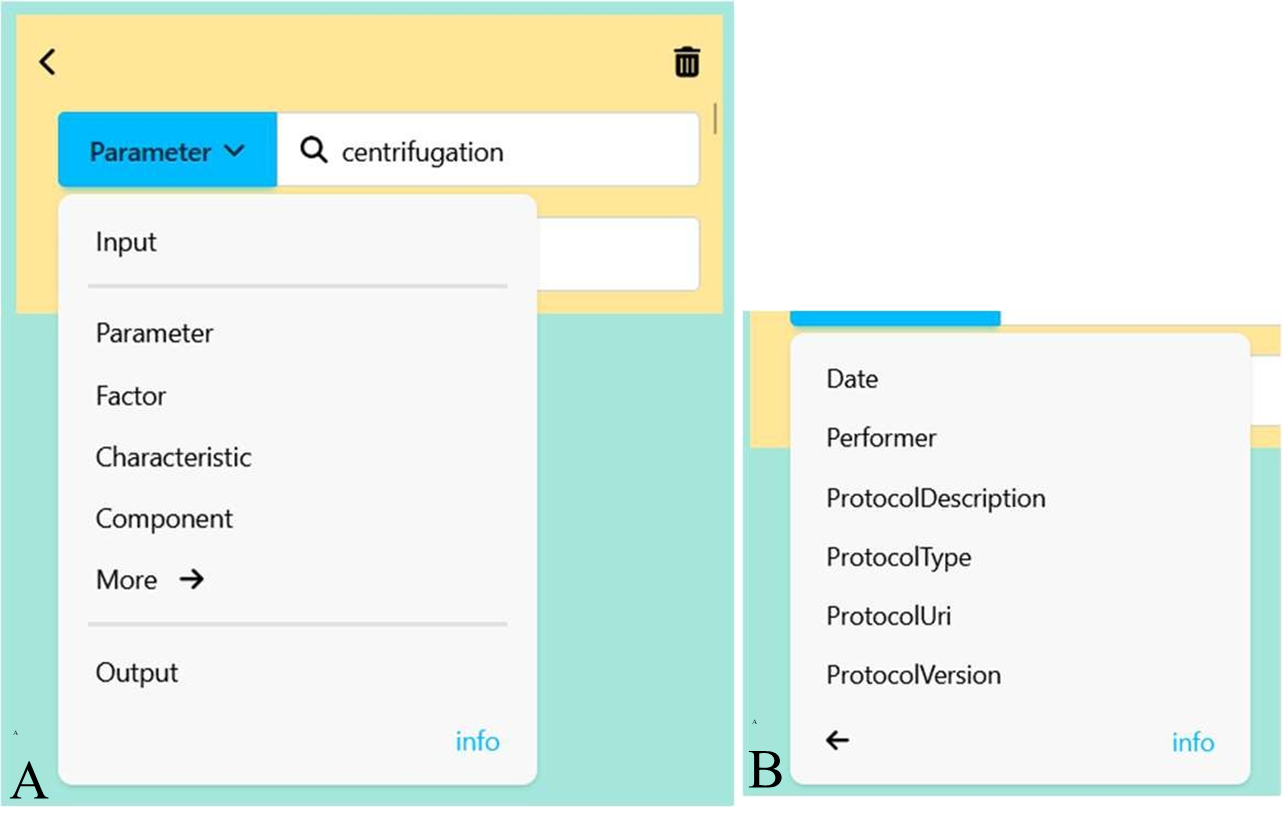 Parameter
centrifugation
Input
Parameter
Factor
Characteristic
Component
More →
Output
info
A
A
Date
Performer
ProtocolDescription
ProtocolType
ProtocolUri
ProtocolVersion
←
info
A
B